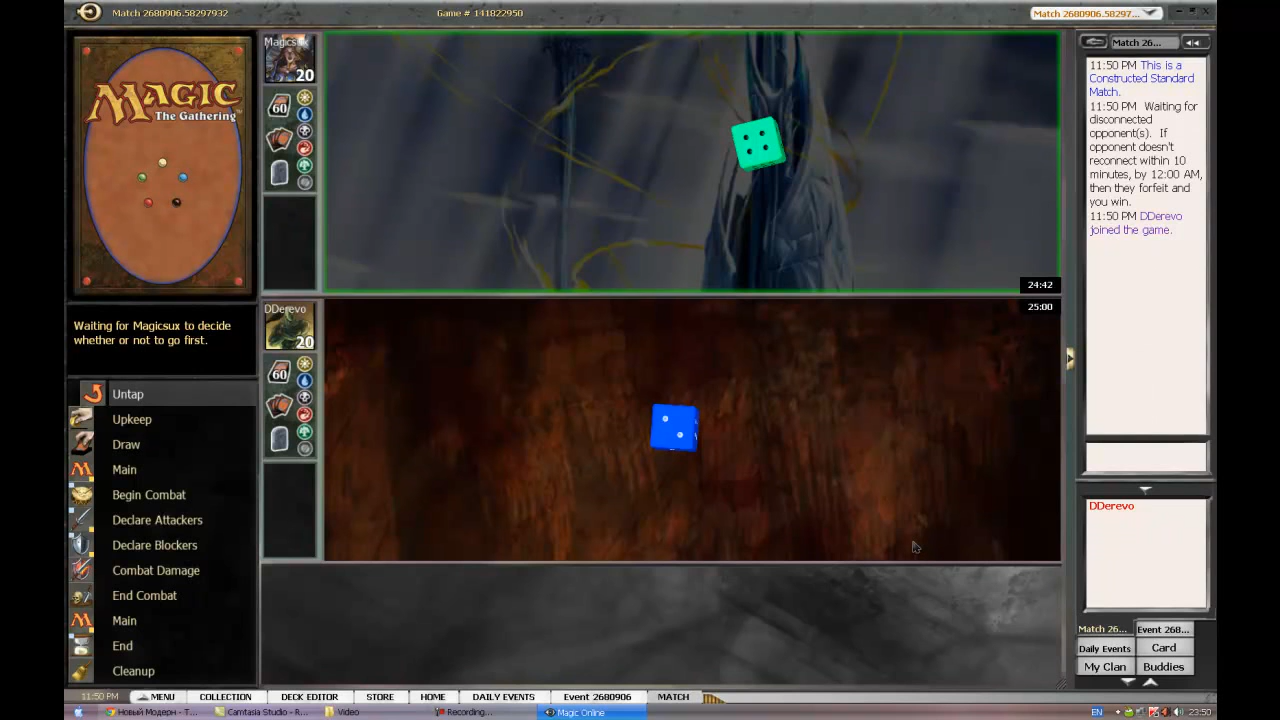 Match 2680906.58297932
Game # 141822950
Match 2680906.58297...
MAGIC
The Gathering
Magicsux
20
60
24:42
Match 26...
11:50 PM This is a
Constructed Standard
Match.
11:50 PM Waiting for
disconnected
opponent(s). If
opponent doesn't
reconnect within 10
minutes, by 12:00 AM,
then they forfeit and
you win.
11:50 PM DDerevo
joined the game.
DDerevo
20
60
25:00
Waiting for Magicsux to decide
whether or not to go first.
Untap
Upkeep
Draw
Main
Begin Combat
Declare Attackers
Declare Blockers
Combat Damage
End Combat
Main
End
Cleanup
DDerevo
Match 26...
Event 268...
Daily Events
Card
My Clan
Buddies
11:50 PM
MENU
COLLECTION
DECK EDITOR
STORE
HOME
DAILY EVENTS
Event 2680906
MATCH
Новый Модерн - Т...
Camtasia Studio - R...
Video
Recording...
Magic Online
EN
23:50